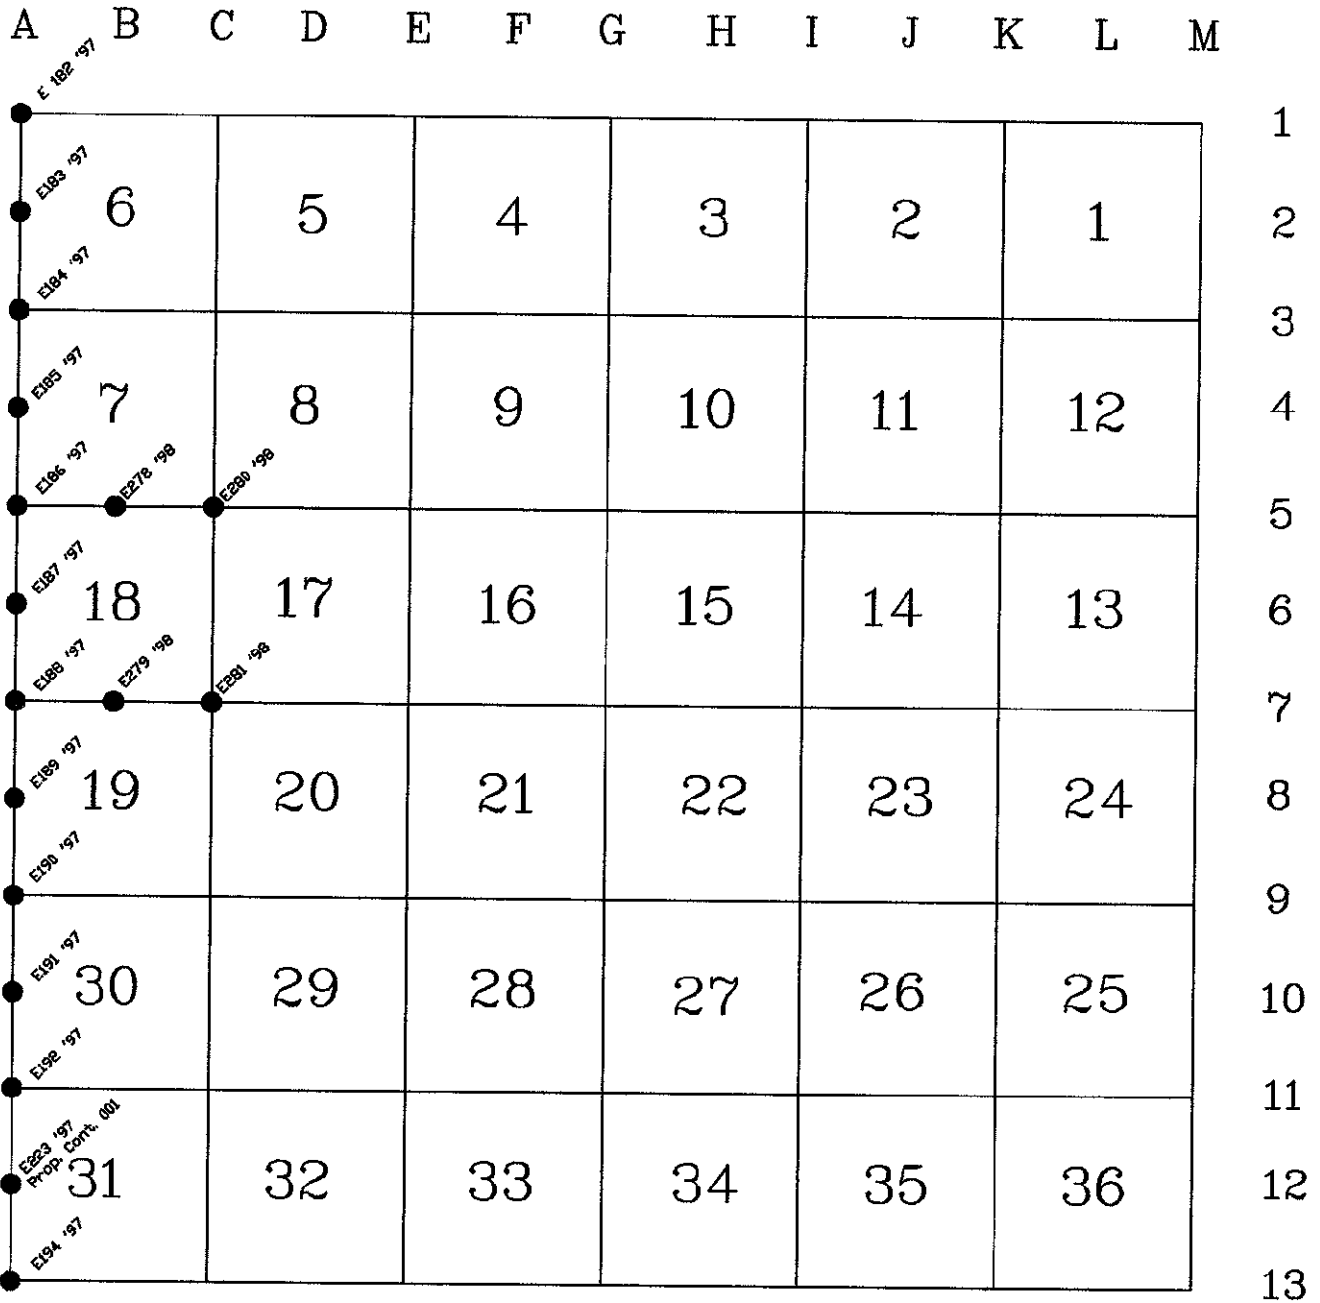 A B C D E F G H I J K L M
E 182 '97
1
E183 '97
6 5 4 3 2 1
2
E184 '97
3
E185 '97
7 8 9 10 11 12
4
E186 '97 E278 '98 E280 '98
5
E187 '97
18 17 16 15 14 13
6
E188 '97 E279 '98 E281 '98
7
E189 '97
19 20 21 22 23 24
8
E190 '97
9
E191 '97
30 29 28 27 26 25
10
E192 '97
11
E223 '97
Prop. Cont. 001
31 32 33 34 35 36
12
E194 '97
13